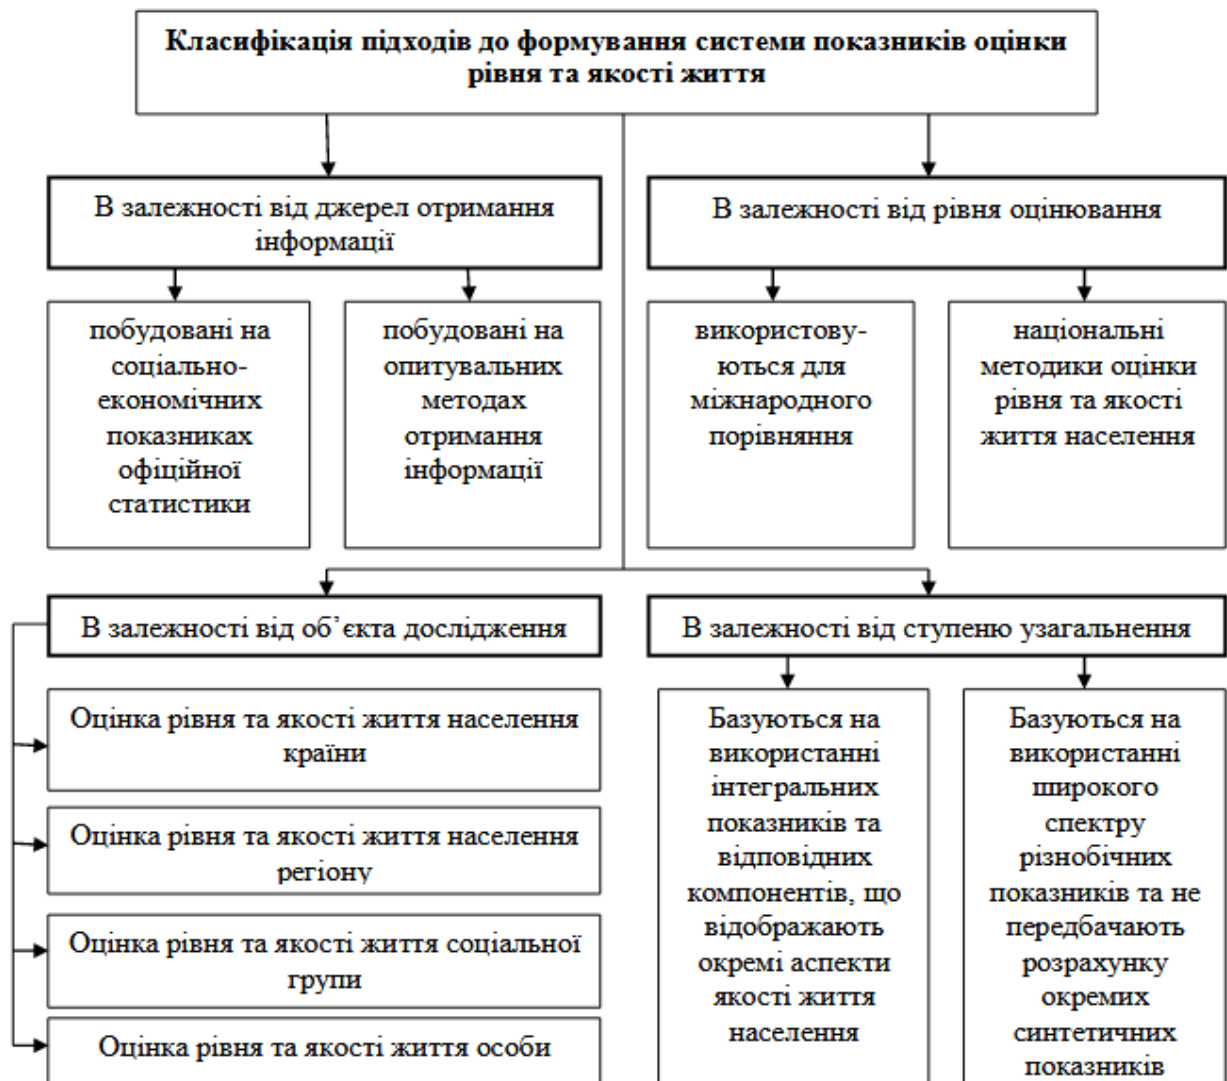 Класифікація підходів до формування системи показників оцінки
рівня та якості життя
В залежності від джерел отримання
інформації
В залежності від рівня оцінювання
побудовані на
соціально-
економічних
показниках
офіційної
статистики
побудовані на
опитувальних
методах
отримання
інформації
використову-
ються для
міжнародного
порівняння
національні
методики оцінки
рівня та якості
життя населення
В залежності від об’єкта дослідження
В залежності від ступеню узагальнення
Оцінка рівня та якості життя населення
країни
Оцінка рівня та якості життя населення
регіону
Оцінка рівня та якості життя соціальної
групи
Оцінка рівня та якості життя особи
Базуються на
використанні
інтегральних
показників та
відповідних
компонентів, що
відображають
окремі аспекти
якості життя
населення
Базуються на
використанні
широкого
спектру
різнобічних
показників та не
передбачають
розрахунку
окремих
синтетичних
показників